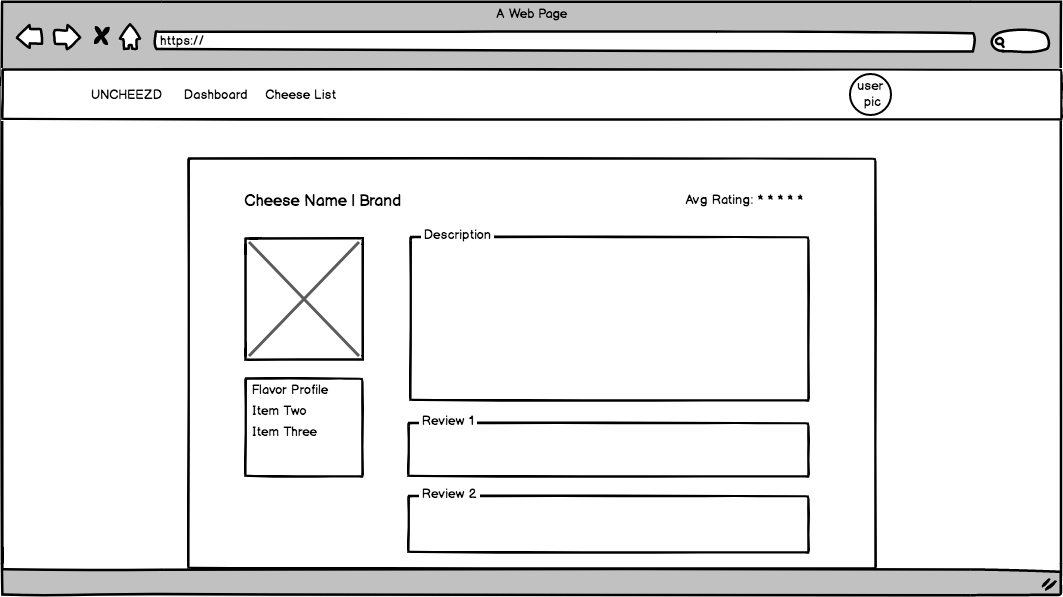 A Web Page
https://
UNCHEEZD Dashboard Cheese List
user
pic
Cheese Name | Brand
Avg Rating: * * * * *
Description
Flavor Profile
Item Two
Item Three
Review 1
Review 2